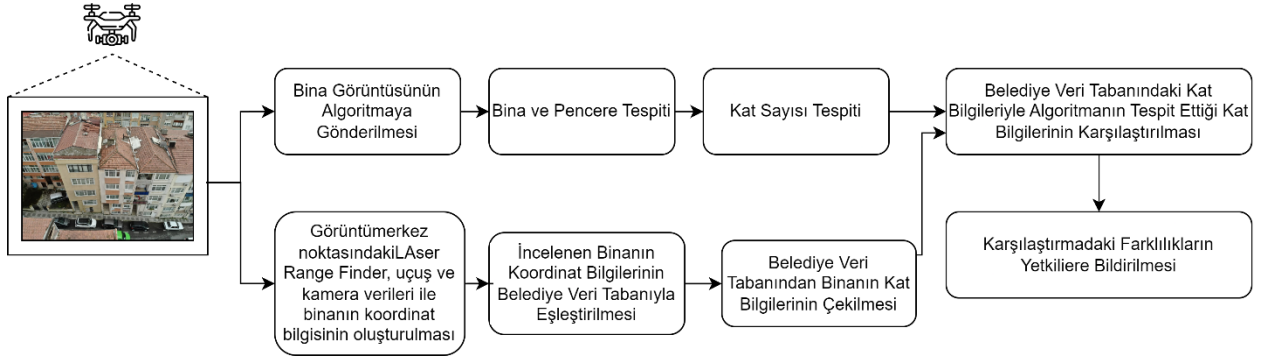 Bina Görüntüsünün
Algoritmaya
Gönderilmesi
Bina ve Pencere Tespiti
Kat Sayısı Tespiti
Belediye Veri Tabanındaki Kat
Bilgileriyle Algoritmanın Tespit Ettiği Kat
Bilgilerinin Karşılaştırılması
Görüntümerkez
noktasındakiLAser
Range Finder, uçuş ve
kamera verileri ile
binanın koordinat
bilgisinin oluşturulması
İncelenen Binanın
Koordinat Bilgilerinin
Belediye Veri Tabanıyla
Eşleştirilmesi
Belediye Veri
Tabanından Binanın Kat
Bilgilerinin Çekilmesi
Karşılaştırmadaki Farklılıkların
Yetkiliere Bildirilmesi